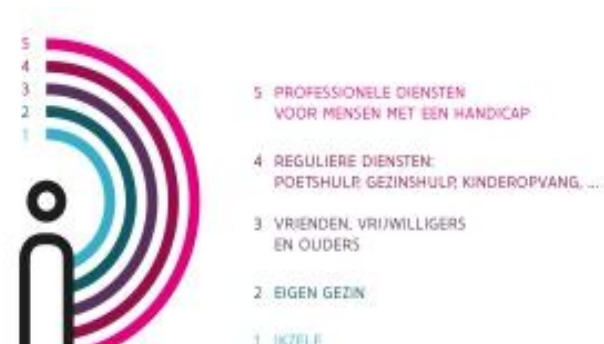 5
4
3
2
1
5 PROFESSIONELE DIENSTEN
VOOR MENSEN MET EEN HANDICAP
4 REGULIERE DIENSTEN:
POETSHULP, GEZINSHULP, KINDEROPVANG, ...
3 VRIENDEN, VRIJWILLIGERS
EN OUDERS
2 EIGEN GEZIN
1 IKZELF